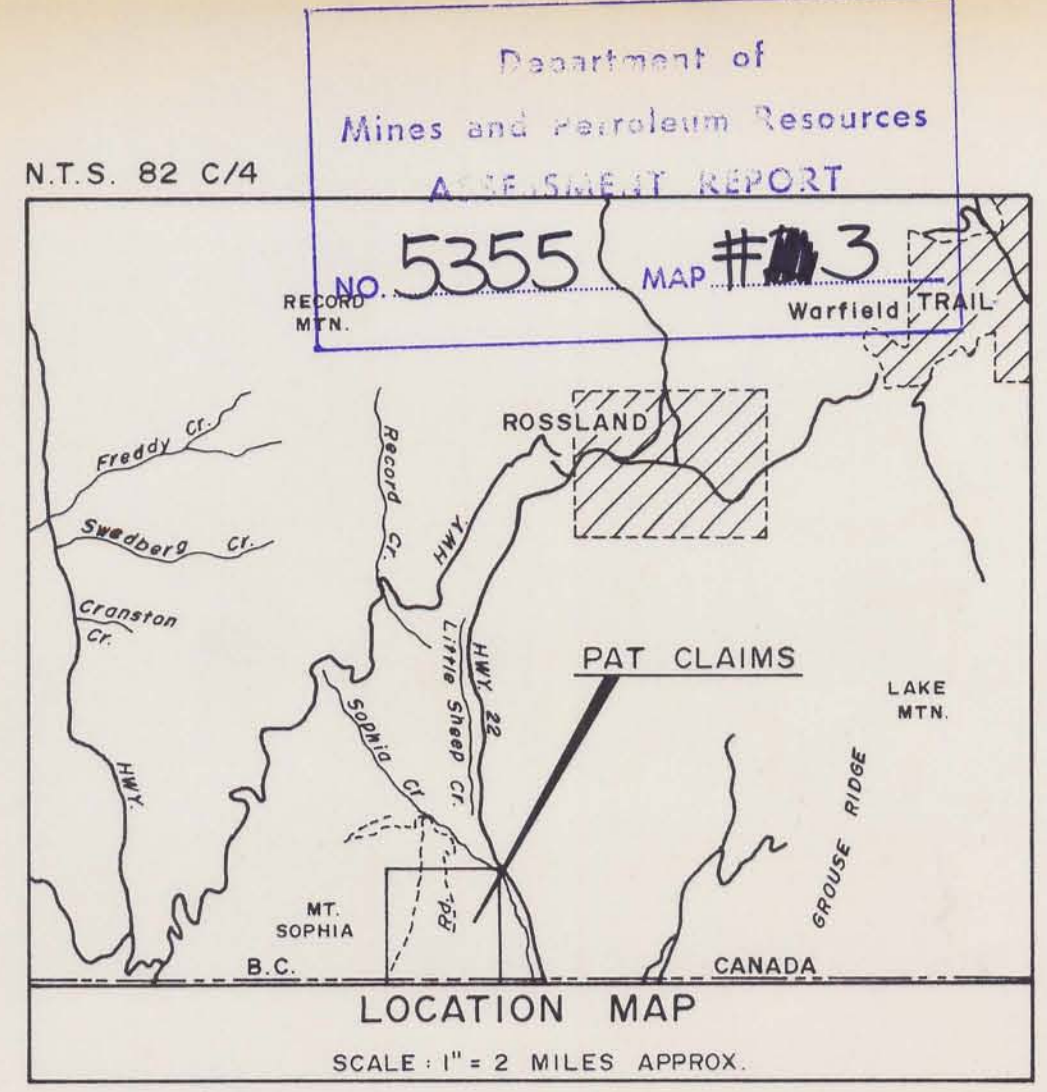 Department of
Mines and Petroleum Resources
ASSESSMENT REPORT
NO. 5355 MAP # 3
N.T.S. 82 C/4
RECORD
MTN.
Warfield
TRAIL
ROSSLAND
Freddy Cr.
Record Cr.
Swedberg Cr.
HWY.
Cranston
Cr.
Little Sheep Cr.
HWY. 22
PAT CLAIMS
LAKE
MTN.
Sophia Cr.
HWY.
GROUSE RIDGE
MT.
SOPHIA
Rd
B.C.
CANADA
LOCATION MAP
SCALE : 1" = 2 MILES APPROX.